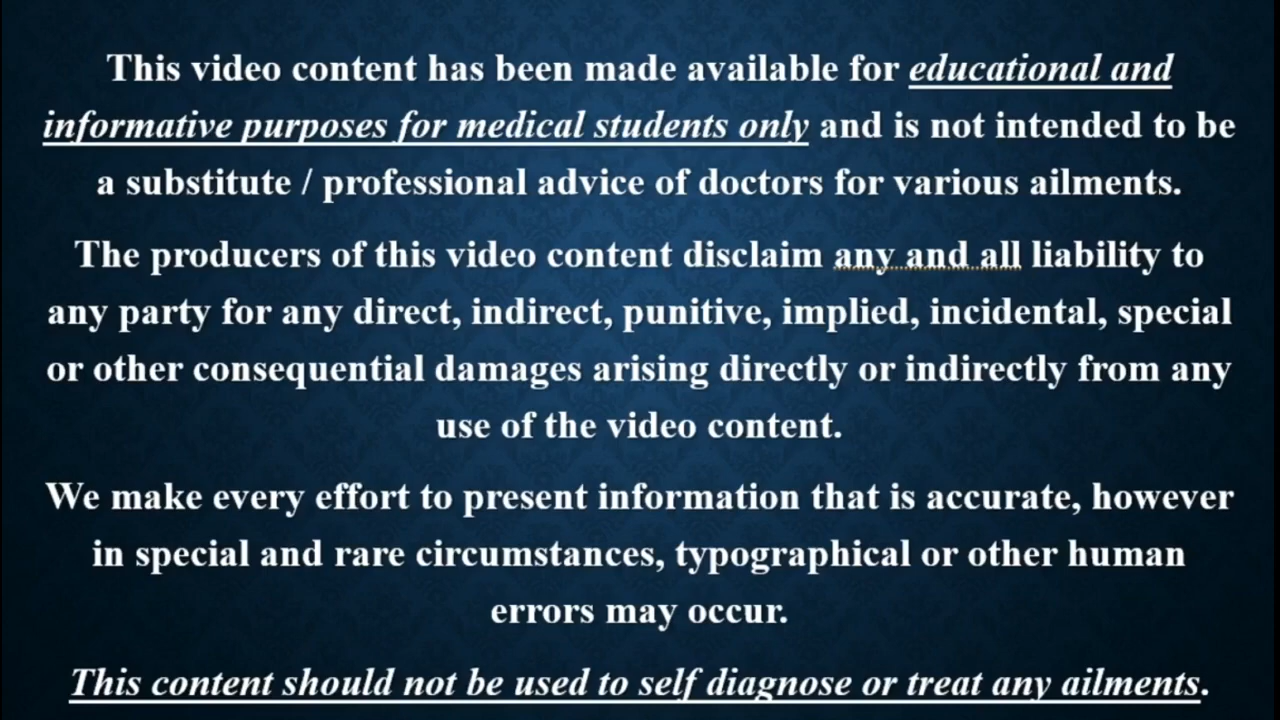 This video content has been made available for educational and
informative purposes for medical students only and is not intended to be
a substitute / professional advice of doctors for various ailments.
The producers of this video content disclaim any and all liability to
any party for any direct, indirect, punitive, implied, incidental, special
or other consequential damages arising directly or indirectly from any
use of the video content.
We make every effort to present information that is accurate, however
in special and rare circumstances, typographical or other human
errors may occur.
This content should not be used to self diagnose or treat any ailments.